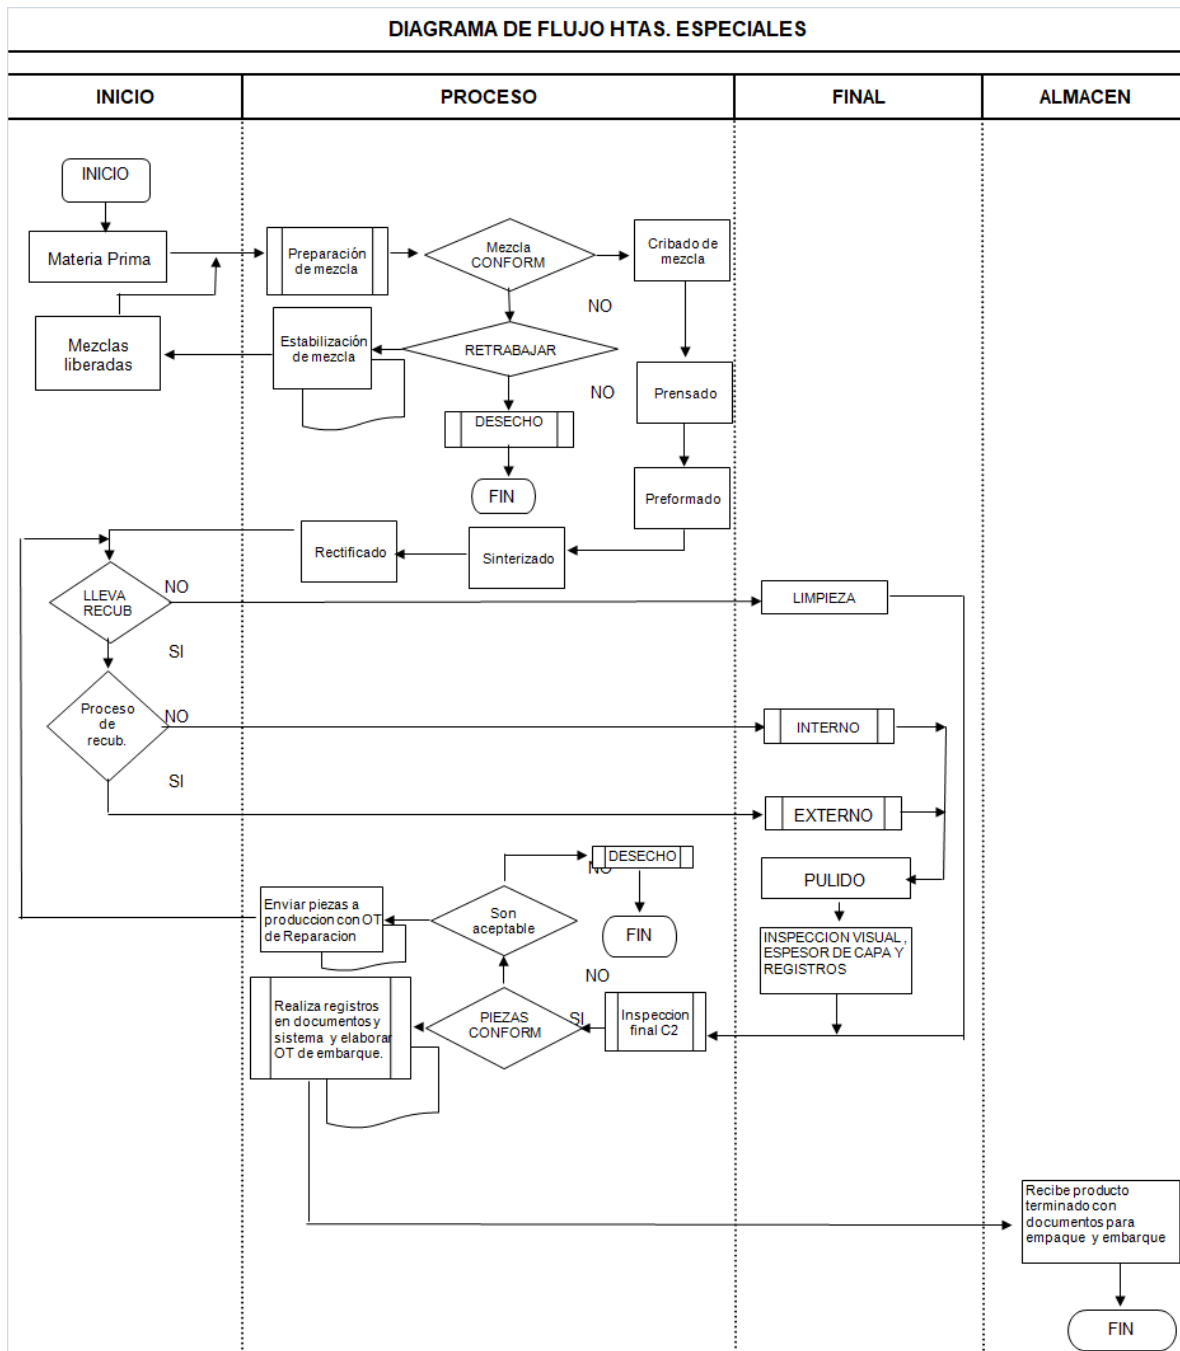 DIAGRAMA DE FLUJO HTAS. ESPECIALES
INICIO
PROCESO
FINAL
ALMACEN
INICIO
Materia Prima
Preparación
de mezcla
Mezcla
CONFORM
Cribado de
mezcla
NO
Mezclas
liberadas
Estabilización
de mezcla
RETRABAJAR
NO
Prensado
DESECHO
FIN
Preformado
Rectificado
Sinterizado
LLEVA
RECUB
NO
LIMPIEZA
SI
Proceso
de
recub.
NO
INTERNO
SI
EXTERNO
DESECHO
NO
PULIDO
Enviar piezas a
produccion con OT
de Reparacion
Son
aceptable
FIN
INSPECCION VISUAL,
ESPESOR DE CAPA Y
REGISTROS
NO
Realiza registros
en documentos y
sistema y elaborar
OT de embarque.
PIEZAS
CONFORM
SI
Inspeccion
final C2
Recibe producto
terminado con
documentos para
empaque y embarque
FIN